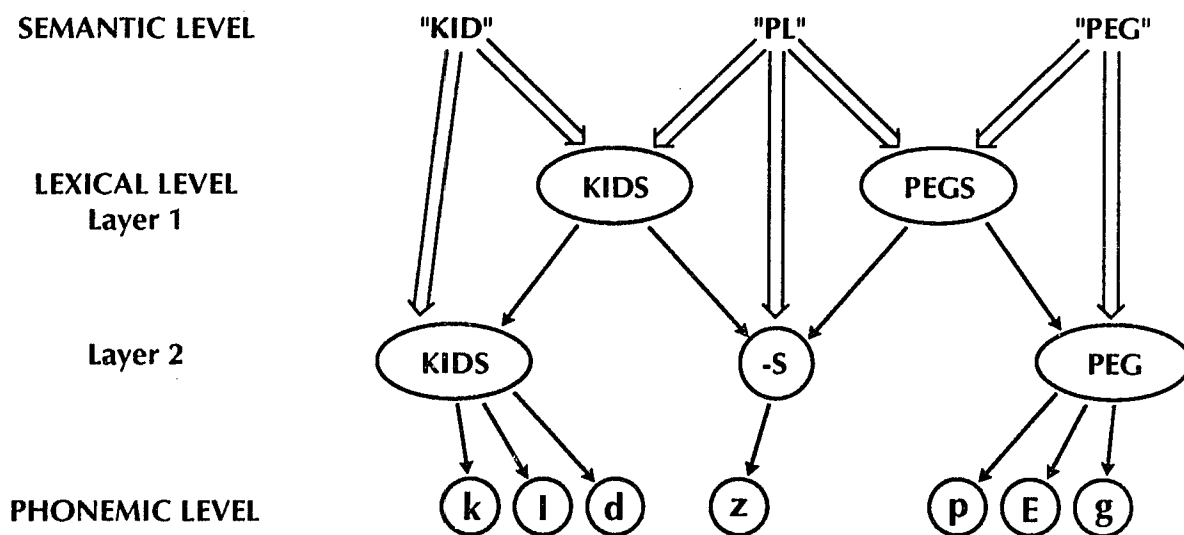 SEMANTIC LEVEL "KID" "PL" "PEG"
LEXICAL LEVEL KIDS PEGS
Layer 1
Layer 2 KIDS -S PEG
PHONEMIC LEVEL k I d z p E g